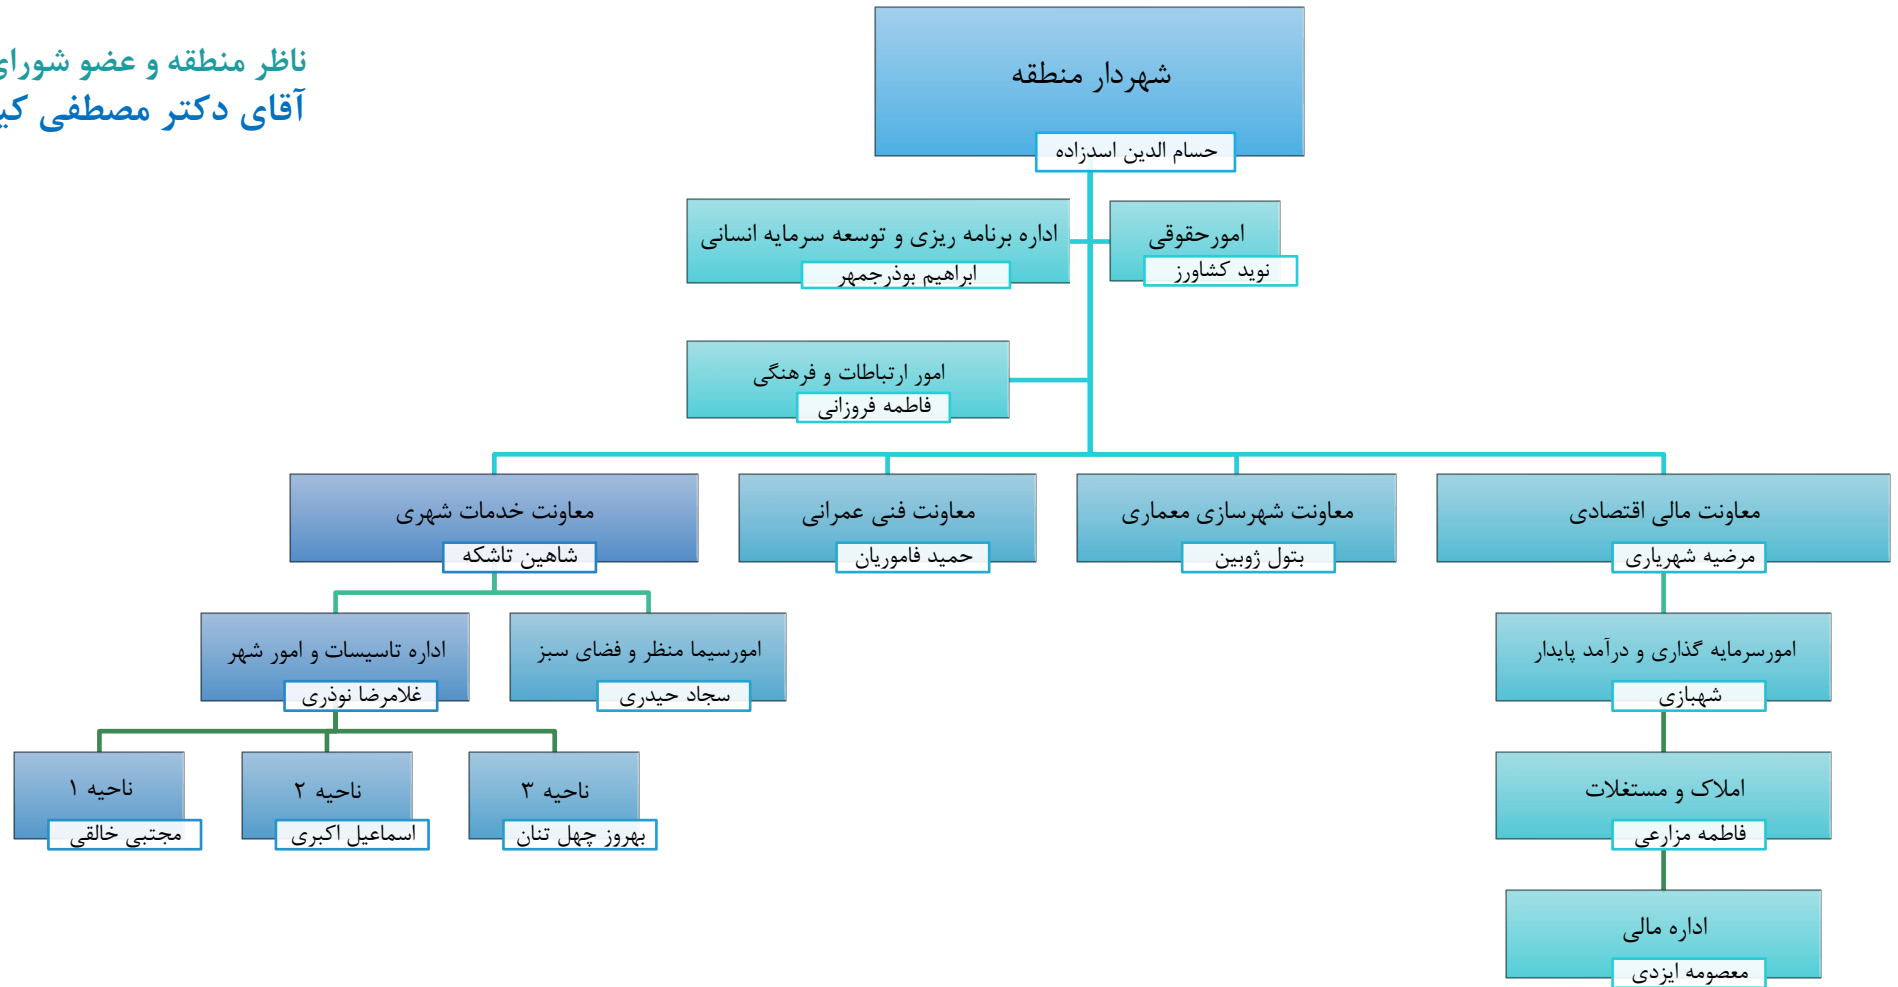 ناظر منطقه و عضو شورای
آقای دکتر مصطفی
شهردار منطقه
حسام الدین اسدزاده
امورحقوقی
نوید کشاورز
اداره برنامه ریزی و توسعه سرمایه انسانی
ابراهیم بوذرجمهر
امور ارتباطات و فرهنگی
فاطمه فروزانی
معاونت مالی اقتصادی
مرضیه شهریاری
معاونت شهرسازی معماری
بتول ژوبین
معاونت فنی عمرانی
حمید فاموریان
معاونت خدمات شهری
شاهین تاشکه
امورسرمایه گذاری و درآمد پایدار
شهبازی
امورسیما منظر و فضای سبز
سجاد حیدری
اداره تاسیسات و امور شهر
غلامرضا نوذری
املاک و مستغلات
فاطمه مزارعی
ناحیه ۳
بهروز چهل تنان
ناحیه ۲
اسماعیل اکبری
ناحیه ۱
مجتبی خالقی
اداره مالی
معصومه ایزدی